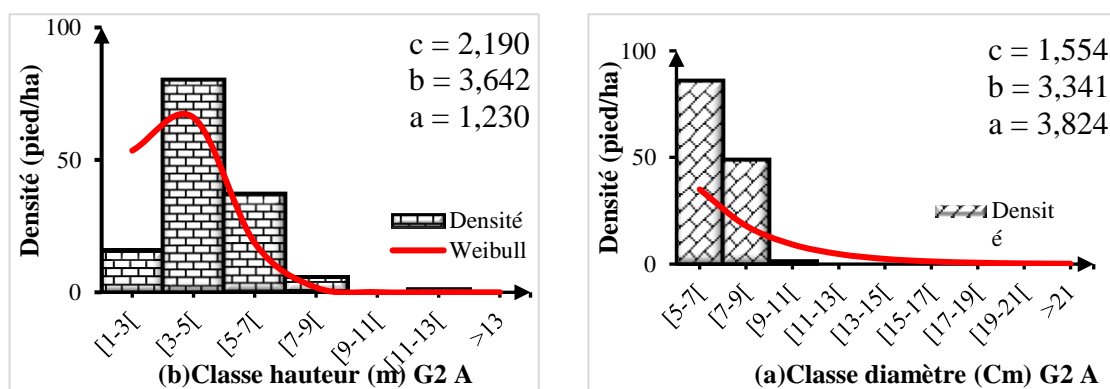 Densité (pied/ha)
100
50
0
c = 2,190
b = 3,642
a = 1,230
Densité
Weibull
[1-3[
[3-5[
[5-7[
[7-9[
[9-11[
[11-13[
>13
(b)Classe hauteur (m) G2 A
Densité (pied/ha)
100
50
0
c = 1,554
b = 3,341
a = 3,824
Densit
é
[5-7[
[7-9[
[9-11[
[11-13[
[13-15[
[15-17[
[17-19[
[19-21[
>21
(a)Classe diamètre (Cm) G2 A